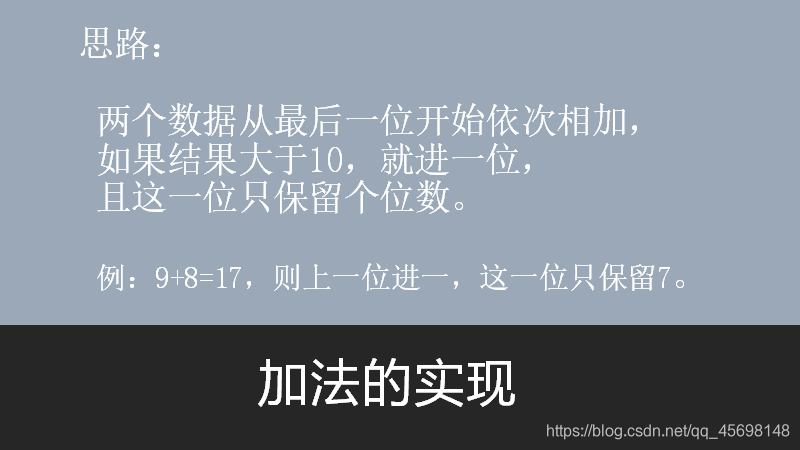 思路：
两个数据从最后一位开始依次相加，
如果结果大于10，就进一位，
且这一位只保留个位数。
例：9+8=17，则上一位进一，这一位只保留7。
加法的实现
https://blog.csdn.net/qq_45698148